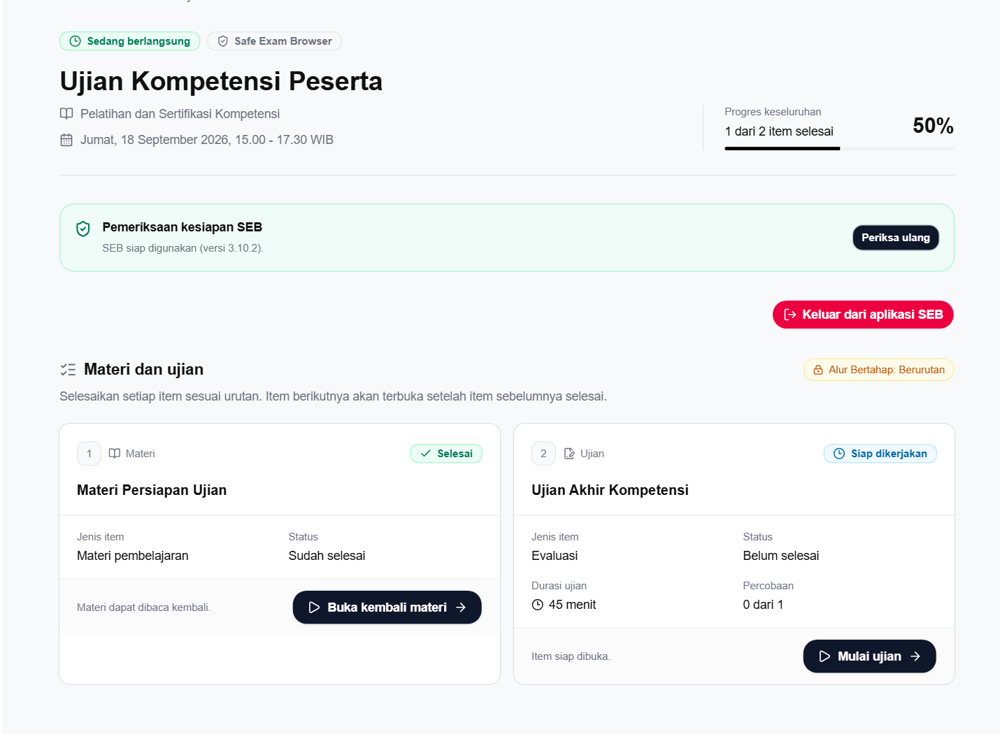 Sedang berlangsung
Safe Exam Browser
Ujian Kompetensi Peserta
Pelatihan dan Sertifikasi Kompetensi
Jumat, 18 September 2026, 15.00 - 17.30 WIB
Progres keseluruhan
1 dari 2 item selesai
50%
Pemeriksaan kesiapan SEB
SEB siap digunakan (versi 3.10.2).
Periksa ulang
Keluar dari aplikasi SEB
Materi dan ujian
Alur Bertahap: Berurutan
Selesaikan setiap item sesuai urutan. Item berikutnya akan terbuka setelah item sebelumnya selesai.
1
Materi
Selesai
Materi Persiapan Ujian
Jenis item
Status
Materi pembelajaran
Sudah selesai
Materi dapat dibaca kembali.
Buka kembali materi
2
Ujian
Siap dikerjakan
Ujian Akhir Kompetensi
Jenis item
Status
Evaluasi
Belum selesai
Durasi ujian
Percobaan
45 menit
0 dari 1
Item siap dibuka.
Mulai ujian